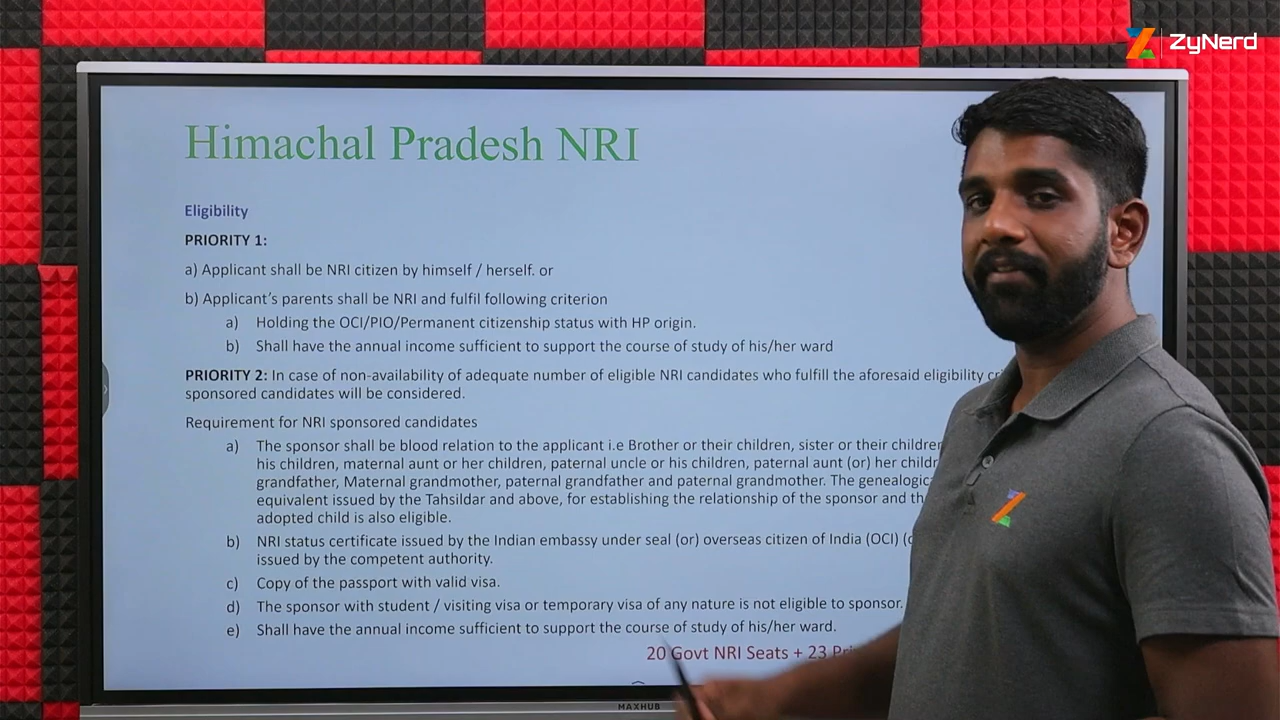 ZyNerd
Himachal Pradesh NRI
Eligibility
PRIORITY 1:
a) Applicant shall be NRI citizen by himself / herself. or
b) Applicant's parents shall be NRI and fulfil following criterion
a) Holding the OCI/PIO/Permanent citizenship status with HP origin.
b) Shall have the annual income sufficient to support the course of study of his/her ward
PRIORITY 2: In case of non-availability of adequate number of eligible NRI candidates who fulfill the aforesaid eligibility
sponsored candidates will be considered.
Requirement for NRI sponsored candidates
a) The sponsor shall be blood relation to the applicant i.e Brother or their children, sister or their
his children, maternal aunt or her children, paternal uncle or his children, paternal aunt (or) her
grandfather, Maternal grandmother, paternal grandfather and paternal grandmother. The
equivalent issued by the Tahsildar and above, for establishing the relationship of the sponsor and
adopted child is also eligible.
b) NRI status certificate issued by the Indian embassy under seal (or) overseas citizen of India (OCI)
issued by the competent authority.
c) Copy of the passport with valid visa.
d) The sponsor with student / visiting visa or temporary visa of any nature is not eligible to sponsor.
e) Shall have the annual income sufficient to support the course of study of his/her ward.
20 Govt NRI Seats + 23
MAXHUB